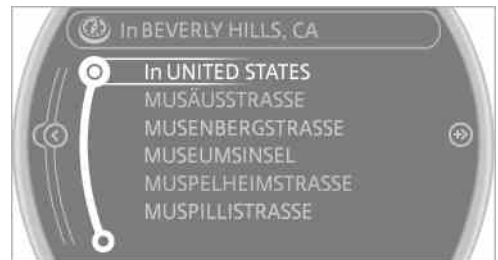 In BEVERLY HILLS, CA
In UNITED STATES
MUSÄUSSTRASSE
MUSENBERGSTRASSE
MUSEUMSINSEL
MUSPELHEIMSTRASSE
MUSPILLISTRASSE